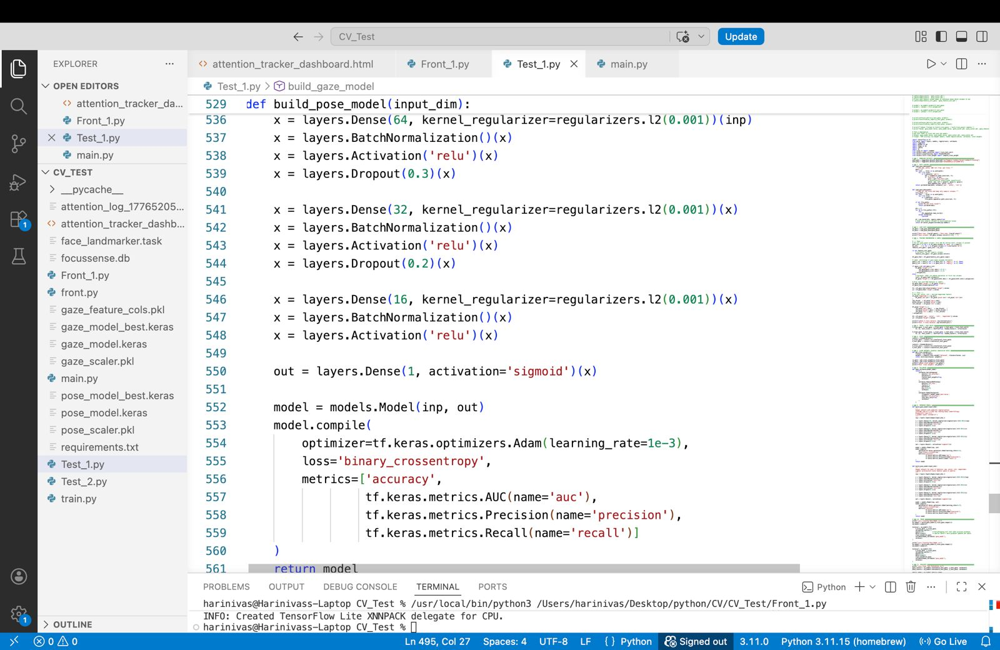 CV_Test
Update
EXPLORER
OPEN EDITORS
attention_tracker_da...
Front_1.py
Test_1.py
main.py
CV_TEST
__pycache__
attention_log_17765205...
attention_tracker_dashb...
face_landmarker.task
focussense.db
Front_1.py
front.py
gaze_feature_cols.pkl
gaze_model_best.keras
gaze_model.keras
gaze_scaler.pkl
main.py
pose_model_best.keras
pose_model.keras
pose_scaler.pkl
requirements.txt
Test_1.py
Test_2.py
train.py
OUTLINE
1
1
attention_tracker_dashboard.html
Front_1.py
Test_1.py
main.py
Test_1.py > build_gaze_model
529 def build_pose_model(input_dim):
536 x = layers.Dense(64, kernel_regularizer=regularizers.l2(0.001))(inp)
537 x = layers.BatchNormalization()(x)
538 x = layers.Activation('relu')(x)
539 x = layers.Dropout(0.3)(x)
540
541 x = layers.Dense(32, kernel_regularizer=regularizers.l2(0.001))(x)
542 x = layers.BatchNormalization()(x)
543 x = layers.Activation('relu')(x)
544 x = layers.Dropout(0.2)(x)
545
546 x = layers.Dense(16, kernel_regularizer=regularizers.l2(0.001))(x)
547 x = layers.BatchNormalization()(x)
548 x = layers.Activation('relu')(x)
549
550 out = layers.Dense(1, activation='sigmoid')(x)
551
552 model = models.Model(inp, out)
553 model.compile(
554 optimizer=tf.keras.optimizers.Adam(learning_rate=1e-3),
555 loss='binary_crossentropy',
556 metrics=['accuracy',
557 tf.keras.metrics.AUC(name='auc'),
558 tf.keras.metrics.Precision(name='precision'),
559 tf.keras.metrics.Recall(name='recall')]
560 )
561 return model
PROBLEMS OUTPUT DEBUG CONSOLE TERMINAL PORTS Python
harinivas@Harinivass-Laptop CV_Test % /usr/local/bin/python3 /Users/harinivas/Desktop/python/CV/CV_Test/Front_1.py
INFO: Created TensorFlow Lite XNNPACK delegate for CPU.
harinivas@Harinivass-Laptop CV_Test %
0 0 Ln 495, Col 27 Spaces: 4 UTF-8 LF { } Python Signed out 3.11.0 Python 3.11.15 (homebrew) Go Live